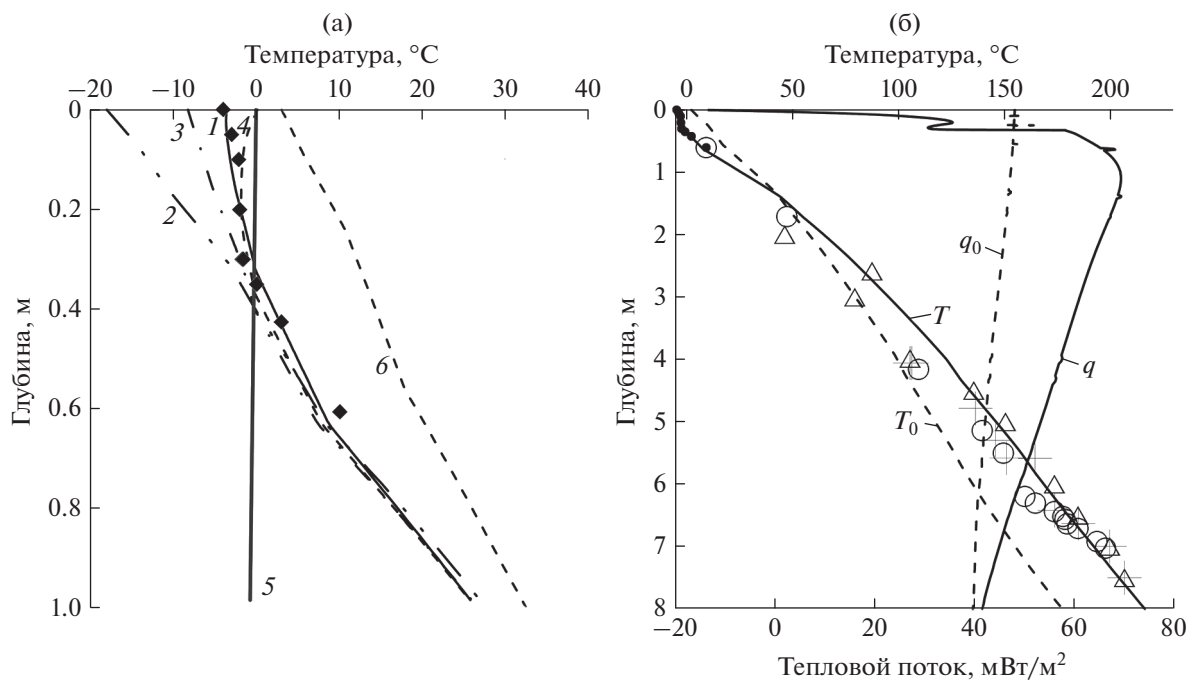 (а)
Температура, °С
−20 −10 0 10 20 30 40
0
0.2
0.4
0.6
0.8
1.0
Глубина, м
3 1 4
2
6
5
(б)
Температура, °С
0 50 100 150 200
0
1
2
3
4
5
6
7
8
Глубина, м
q0
T
q
T0
−20 0 20 40 60 80
Тепловой поток, мВт/м²